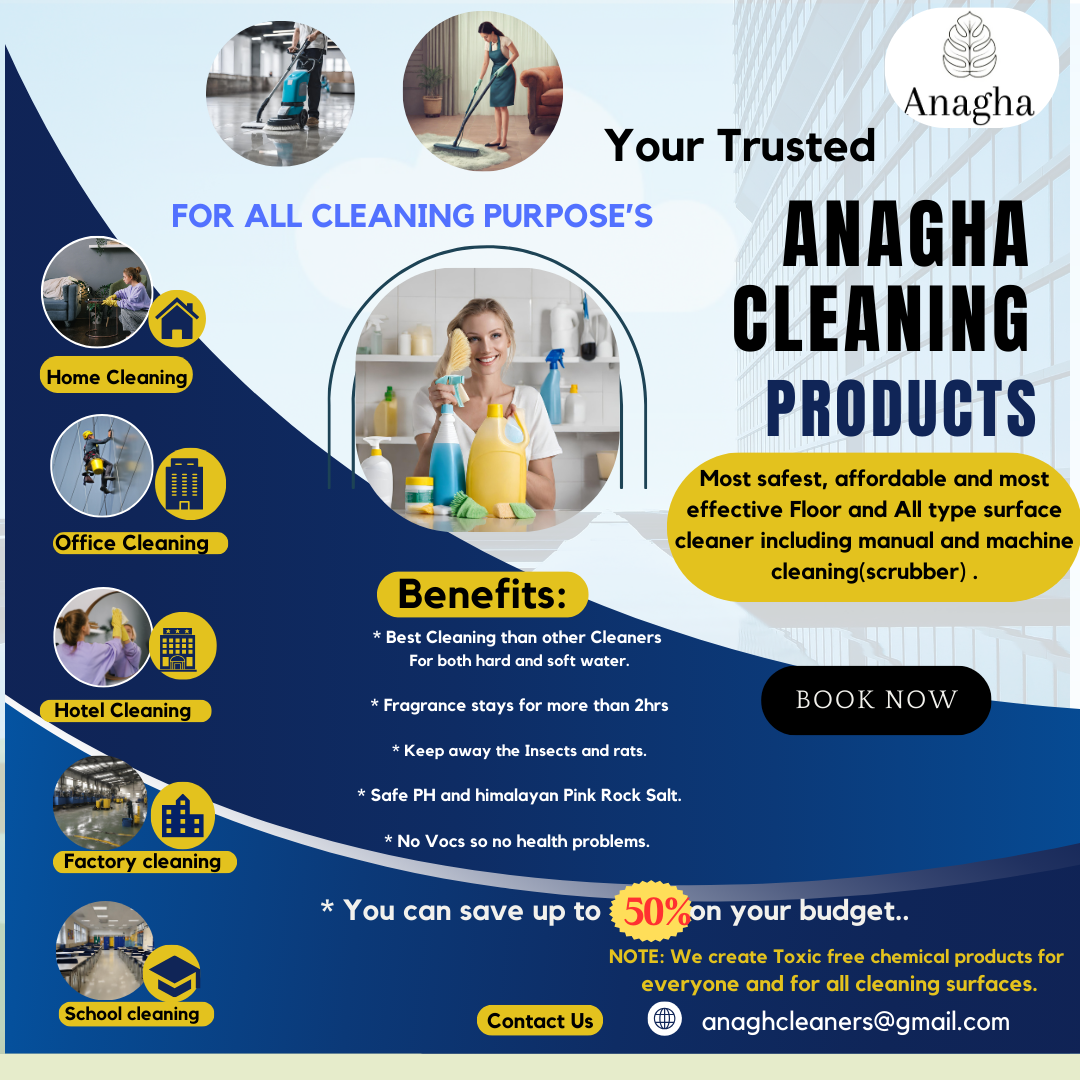 Anagha
Your Trusted
FOR ALL CLEANING PURPOSE'S
ANAGHA
CLEANING
PRODUCTS
Most safest, affordable and most
effective Floor and All type surface
cleaner including manual and machine
cleaning(scrubber) .
BOOK NOW
Home Cleaning
Office Cleaning
Hotel Cleaning
Factory cleaning
School cleaning
Benefits:
* Best Cleaning than other Cleaners
For both hard and soft water.
* Fragrance stays for more than 2hrs
* Keep away the Insects and rats.
* Safe PH and himalayan Pink Rock Salt.
* No Vocs so no health problems.
* You can save up to 50% on your budget..
NOTE: We create Toxic free chemical products for
everyone and for all cleaning surfaces.
Contact Us
anaghcleaners@gmail.com